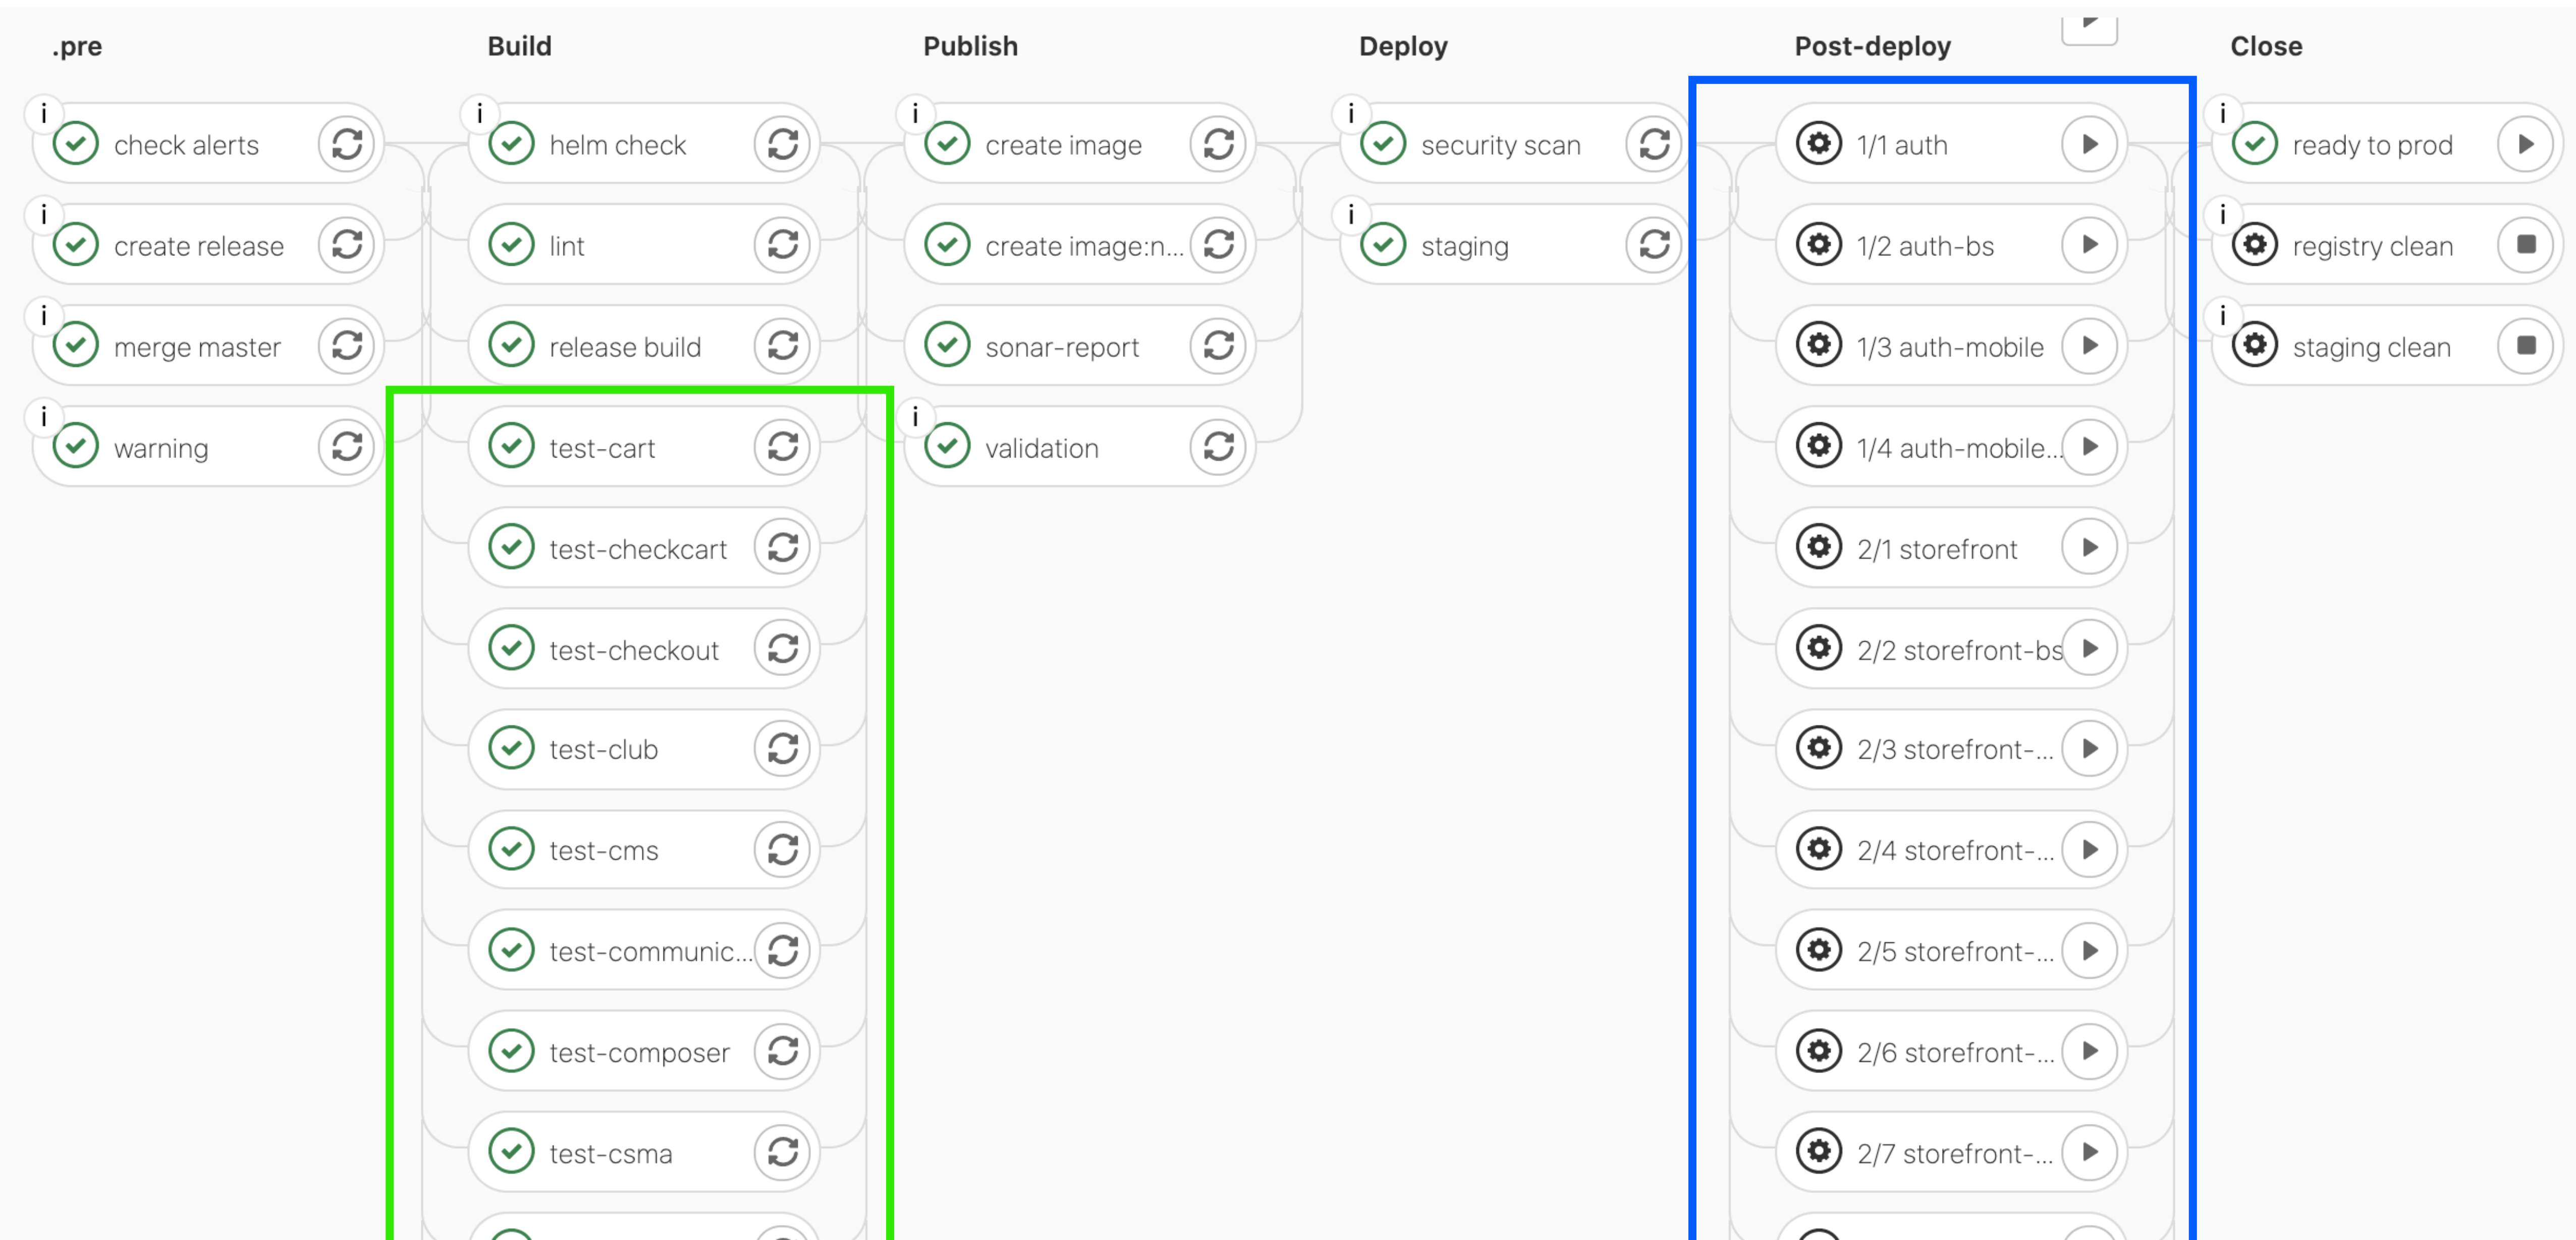 .pre
i
check alerts
i
create release
i
merge master
i
warning
Build
i
helm check
lint
release build
test-cart
test-checkcart
test-checkout
test-club
test-cms
test-communic...
test-composer
test-csma
Publish
i
create image
create image:n...
sonar-report
i
validation
Deploy
i
security scan
i
staging
Post-deploy
1/1 auth
1/2 auth-bs
1/3 auth-mobile
1/4 auth-mobile...
2/1 storefront
2/2 storefront-bs
2/3 storefront-...
2/4 storefront-...
2/5 storefront-...
2/6 storefront-...
2/7 storefront-...
Close
i
ready to prod
i
registry clean
i
staging clean